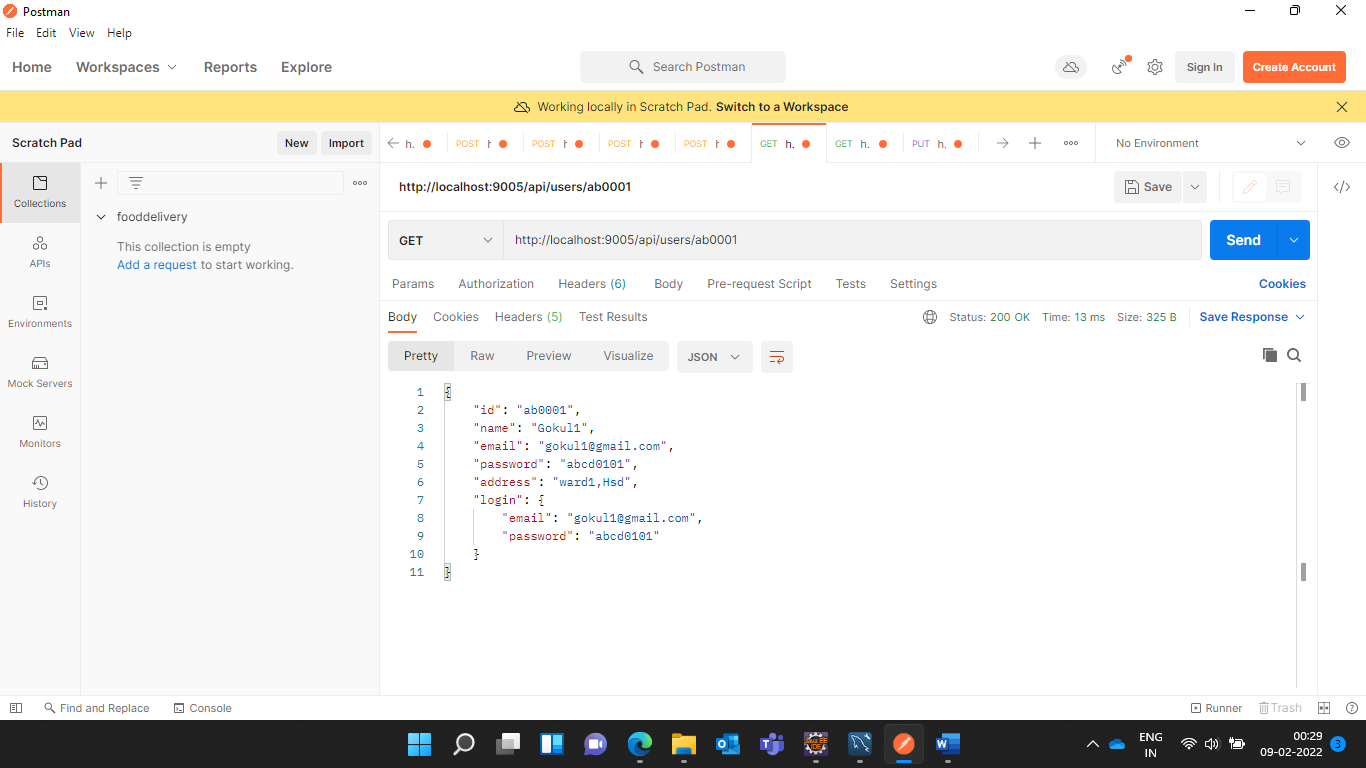 Postman
File Edit View Help
Home Workspaces Reports Explore Search Postman Sign In Create Account
Working locally in Scratch Pad. Switch to a Workspace
Scratch Pad New Import h. POST POST POST POST GET h. GET h. PUT h. No Environment
Collections
APIs
Environments
Mock Servers
Monitors
History
fooddelivery
This collection is empty
Add a request to start working.
http://localhost:9005/api/users/ab0001 Save
GET http://localhost:9005/api/users/ab0001 Send
Params Authorization Headers (6) Body Pre-request Script Tests Settings Cookies
Body Cookies Headers (5) Test Results Status: 200 OK Time: 13 ms Size: 325 B Save Response
Pretty Raw Preview Visualize JSON
1 {
2 "id": "ab0001",
3 "name": "Gokul1",
4 "email": "gokul1@gmail.com",
5 "password": "abcd0101",
6 "address": "ward1,Hsd",
7 "login": {
8 "email": "gokul1@gmail.com",
9 "password": "abcd0101"
10 }
11 }
Find and Replace Console Runner Trash
ENG
IN
00:29
09-02-2022
3